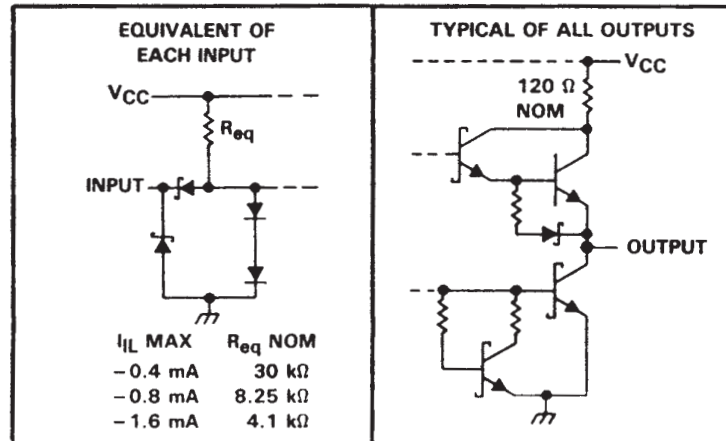 EQUIVALENT OF
EACH INPUT
VCC
Req
INPUT
IIL MAX Req NOM
−0.4 mA 30 kΩ
−0.8 mA 8.25 kΩ
−1.6 mA 4.1 kΩ
TYPICAL OF ALL OUTPUTS
VCC
120 Ω
NOM
OUTPUT